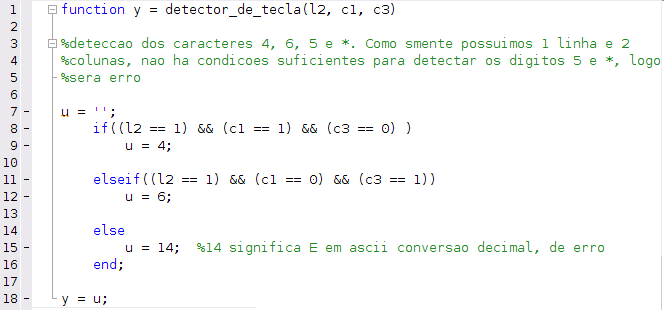 1 function y = detector_de_tecla(l2, c1, c3)
2
3 %deteccao dos caracteres 4, 6, 5 e *. Como smente possuimos 1 linha e 2
4 %colunas, nao ha condicoes suficientes para detectar os digitos 5 e *, logo
5 %sera erro
6
7 - u = '';
8 - if((l2 == 1) && (c1 == 1) && (c3 == 0) )
9 - u = 4;
10
11 - elseif((l2 == 1) && (c1 == 0) && (c3 == 1))
12 - u = 6;
13
14 else
15 - u = 14; %14 significa E em ascii conversao decimal, de erro
16 - end;
17
18 - y = u;